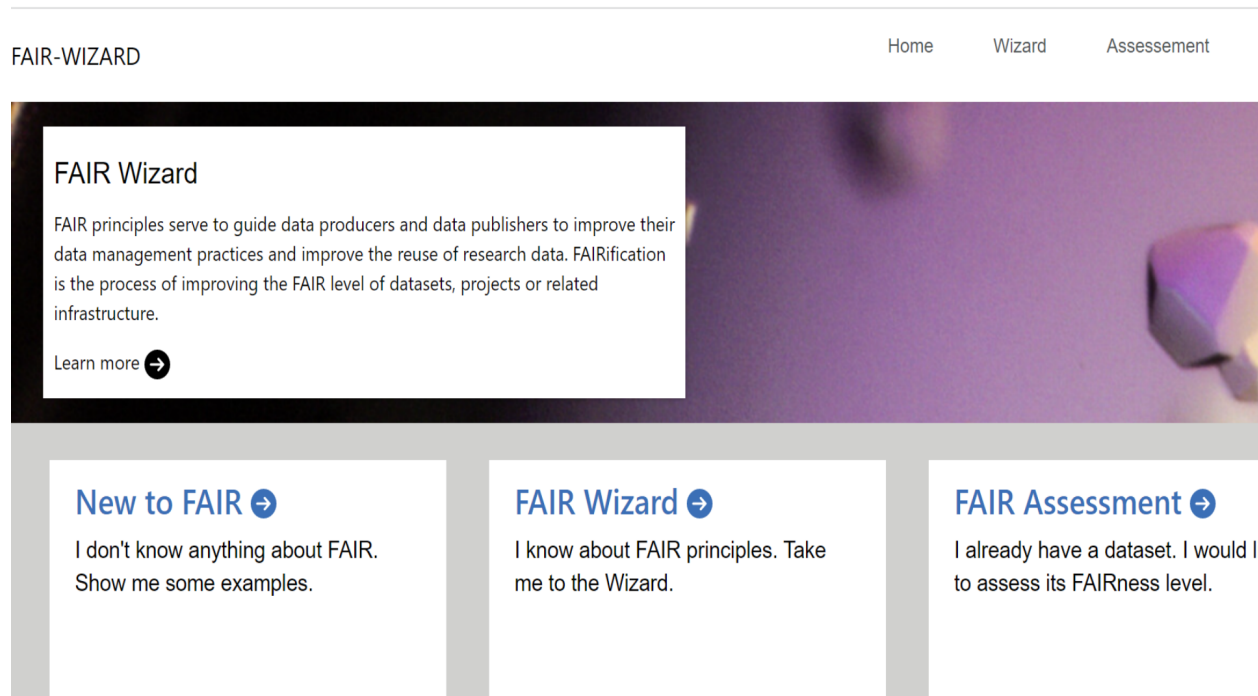 FAIR-WIZARD
Home Wizard Assessement
FAIR Wizard
FAIR principles serve to guide data producers and data publishers to improve their
data management practices and improve the reuse of research data. FAIRification
is the process of improving the FAIR level of datasets, projects or related
infrastructure.
Learn more
New to FAIR
I don't know anything about FAIR.
Show me some examples.
FAIR Wizard
I know about FAIR principles. Take
me to the Wizard.
FAIR Assessment
I already have a dataset. I would
to assess its FAIRness level.